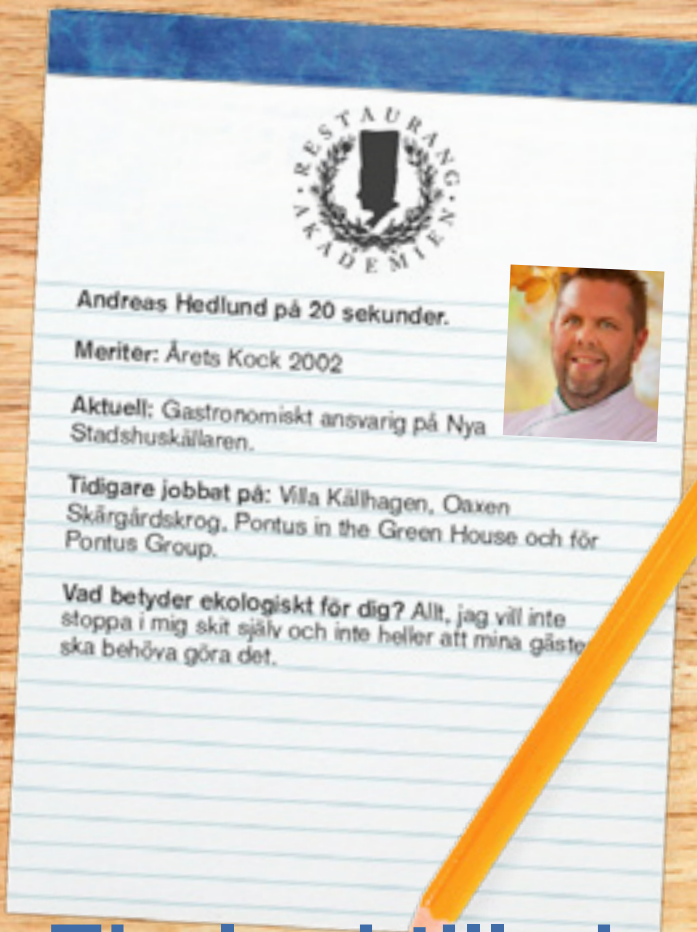 RESTAURANG
AKADEMIEN
Andreas Hedlund på 20 sekunder.
Meriter: Årets Kock 2002
Aktuell: Gastronomiskt ansvarig på Nya
Stadshuskällaren.
Tidigare jobbat på: Villa Källhagen, Oaxen
Skärgårdskrog, Pontus in the Green House och för
Pontus Group.
Vad betyder ekologiskt för dig? Allt, jag vill inte
stoppa i mig skit själv och inte heller att mina gäste
ska behöva göra det.